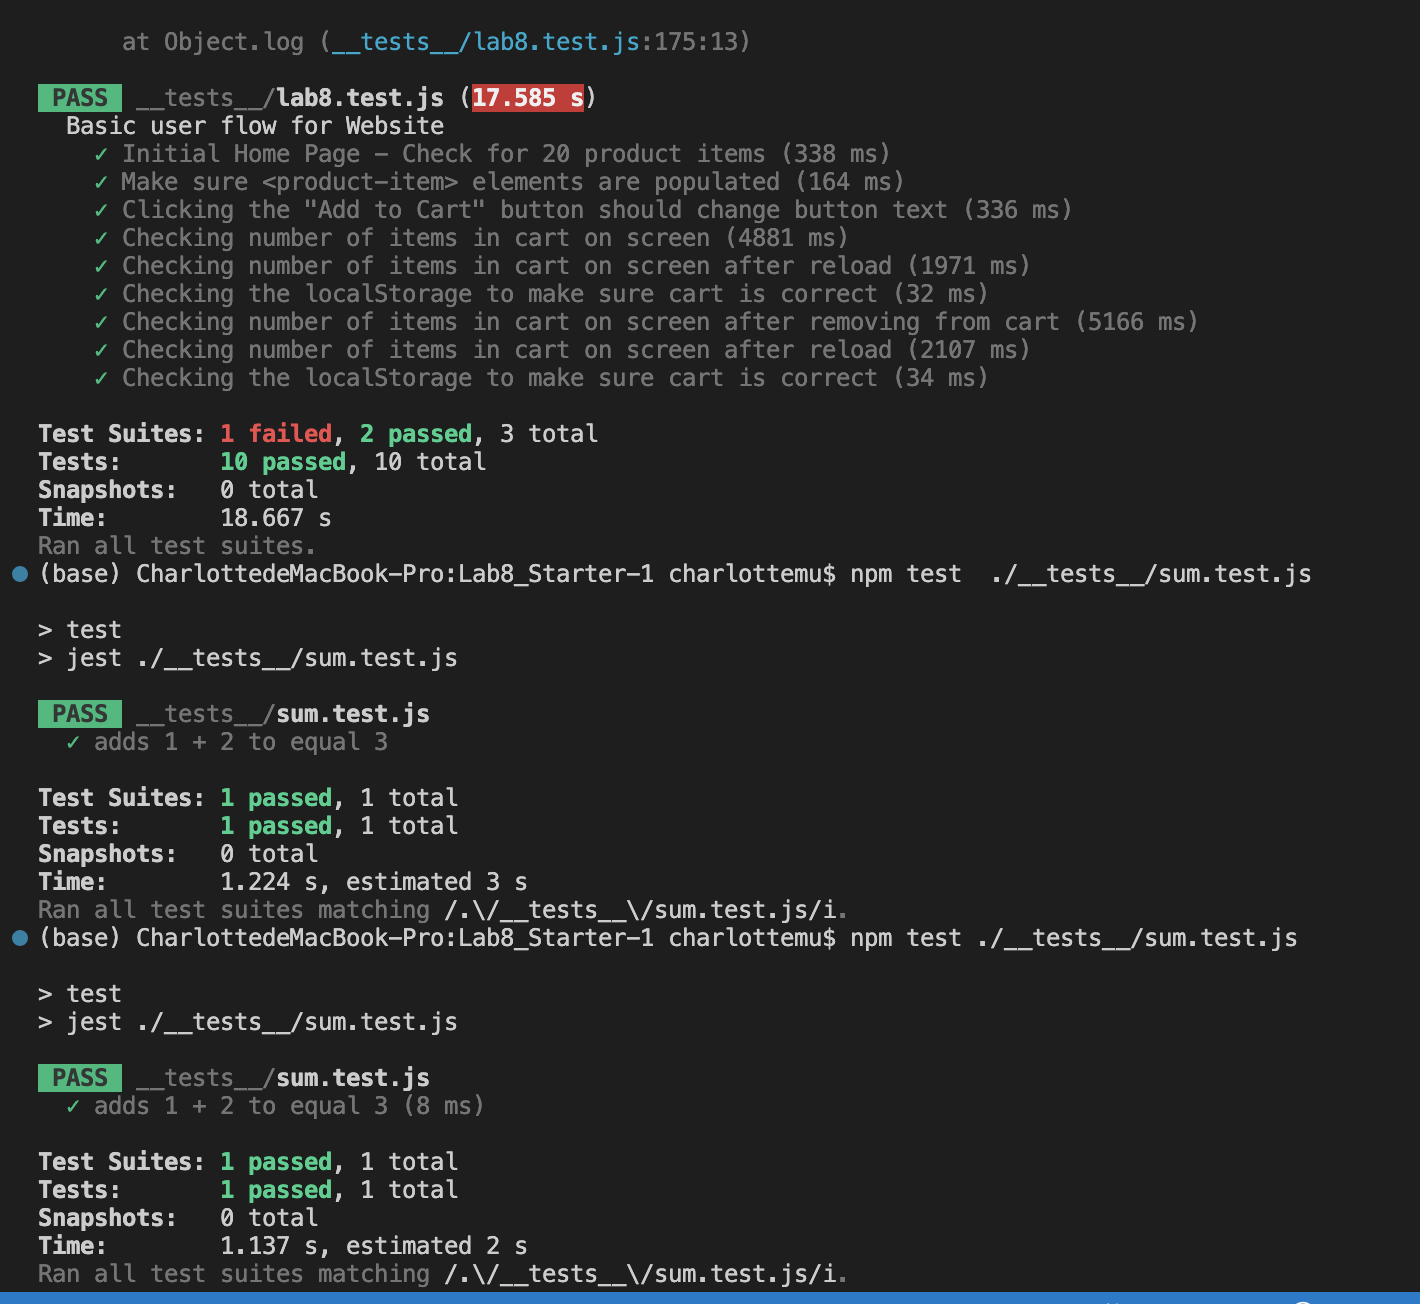 at Object.log (__tests__/lab8.test.js:175:13)
PASS __tests__/lab8.test.js (17.585 s)
Basic user flow for Website
✓ Initial Home Page – Check for 20 product items (338 ms)
✓ Make sure <product-item> elements are populated (164 ms)
✓ Clicking the "Add to Cart" button should change button text (336 ms)
✓ Checking number of items in cart on screen (4881 ms)
✓ Checking number of items in cart on screen after reload (1971 ms)
✓ Checking the localStorage to make sure cart is correct (32 ms)
✓ Checking number of items in cart on screen after removing from cart (5166 ms)
✓ Checking number of items in cart on screen after reload (2107 ms)
✓ Checking the localStorage to make sure cart is correct (34 ms)
Test Suites: 1 failed, 2 passed, 3 total
Tests: 10 passed, 10 total
Snapshots: 0 total
Time: 18.667 s
Ran all test suites.
(base) CharlottedeMacBook-Pro:Lab8_Starter-1 charlottemu$ npm test  ./__tests__/sum.test.js
> test
> jest ./__tests__/sum.test.js
PASS __tests__/sum.test.js
✓ adds 1 + 2 to equal 3
Test Suites: 1 passed, 1 total
Tests: 1 passed, 1 total
Snapshots: 0 total
Time: 1.224 s, estimated 3 s
Ran all test suites matching /.\/__tests__\/sum.test.js/i.
(base) CharlottedeMacBook-Pro:Lab8_Starter-1 charlottemu$ npm test ./__tests__/sum.test.js
> test
> jest ./__tests__/sum.test.js
PASS __tests__/sum.test.js
✓ adds 1 + 2 to equal 3 (8 ms)
Test Suites: 1 passed, 1 total
Tests: 1 passed, 1 total
Snapshots: 0 total
Time: 1.137 s, estimated 2 s
Ran all test suites matching /.\/__tests__\/sum.test.js/i.